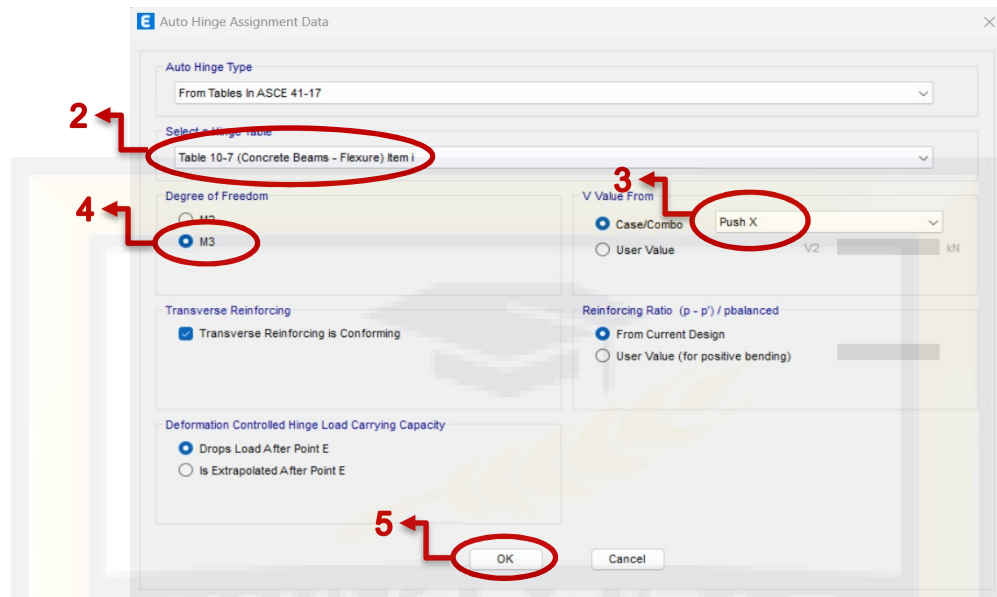 E Auto Hinge Assignment Data
Auto Hinge Type
From Tables In ASCE 41-17
2
Select a Hinge Table
Table 10-7 (Concrete Beams - Flexure) Item i
3
4
Degree of Freedom
M2
M3
V Value From
Case/Combo Push X
User Value V2 kN
Transverse Reinforcing
Transverse Reinforcing is Conforming
Reinforcing Ratio (p - p') / pbalanced
From Current Design
User Value (for positive bending)
Deformation Controlled Hinge Load Carrying Capacity
Drops Load After Point E
Is Extrapolated After Point E
5
OK Cancel